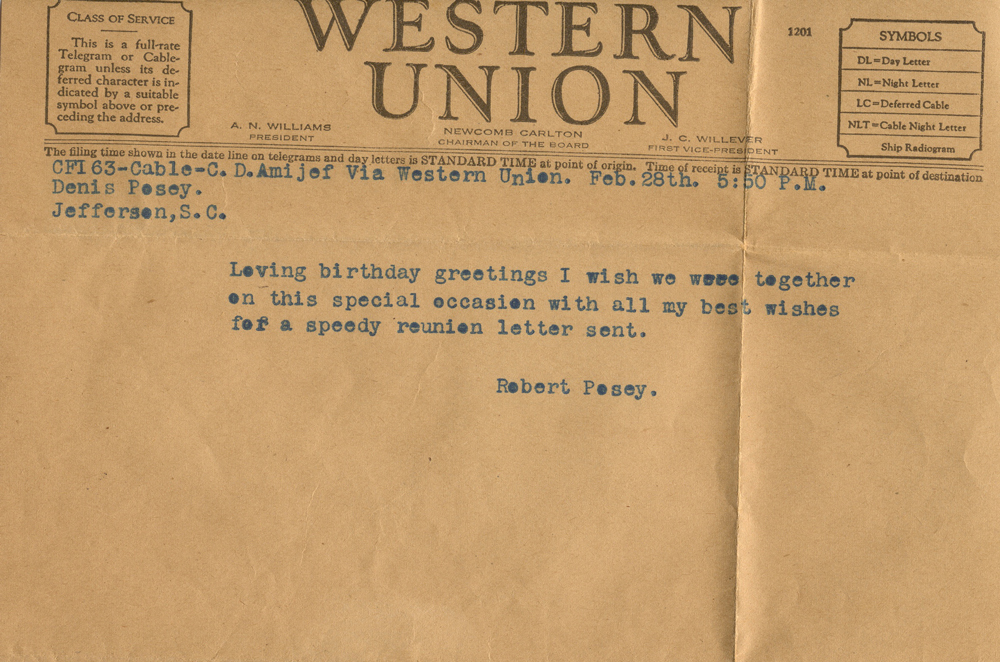 CLASS OF SERVICE
This is a full-rate
Telegram or Cable-
gram unless its de-
ferred character is in-
dicated by a suitable
symbol above or pre-
ceding the address.
WESTERN
UNION
1201
SYMBOLS
DL=Day Letter
NL=Night Letter
LC=Deferred Cable
NLT=Cable Night Letter
Ship Radiogram
A. N. WILLIAMS
PRESIDENT
NEWCOMB CARLTON
CHAIRMAN OF THE BOARD
J. C. WILLEVER
FIRST VICE-PRESIDENT
The filing time shown in the date line on telegrams and day letters is STANDARD TIME at point of origin. Time of receipt is STANDARD TIME at point of destination
CFI63-Cable-C. D.Amijef Via Western Union. Feb.28th. 5:50 P.M.
Denis Posey.
Jefferson,S.C.
Loving birthday greetings I wish we were together
on this special occasion with all my best wishes
for a speedy reunion letter sent.
Robert Posey.